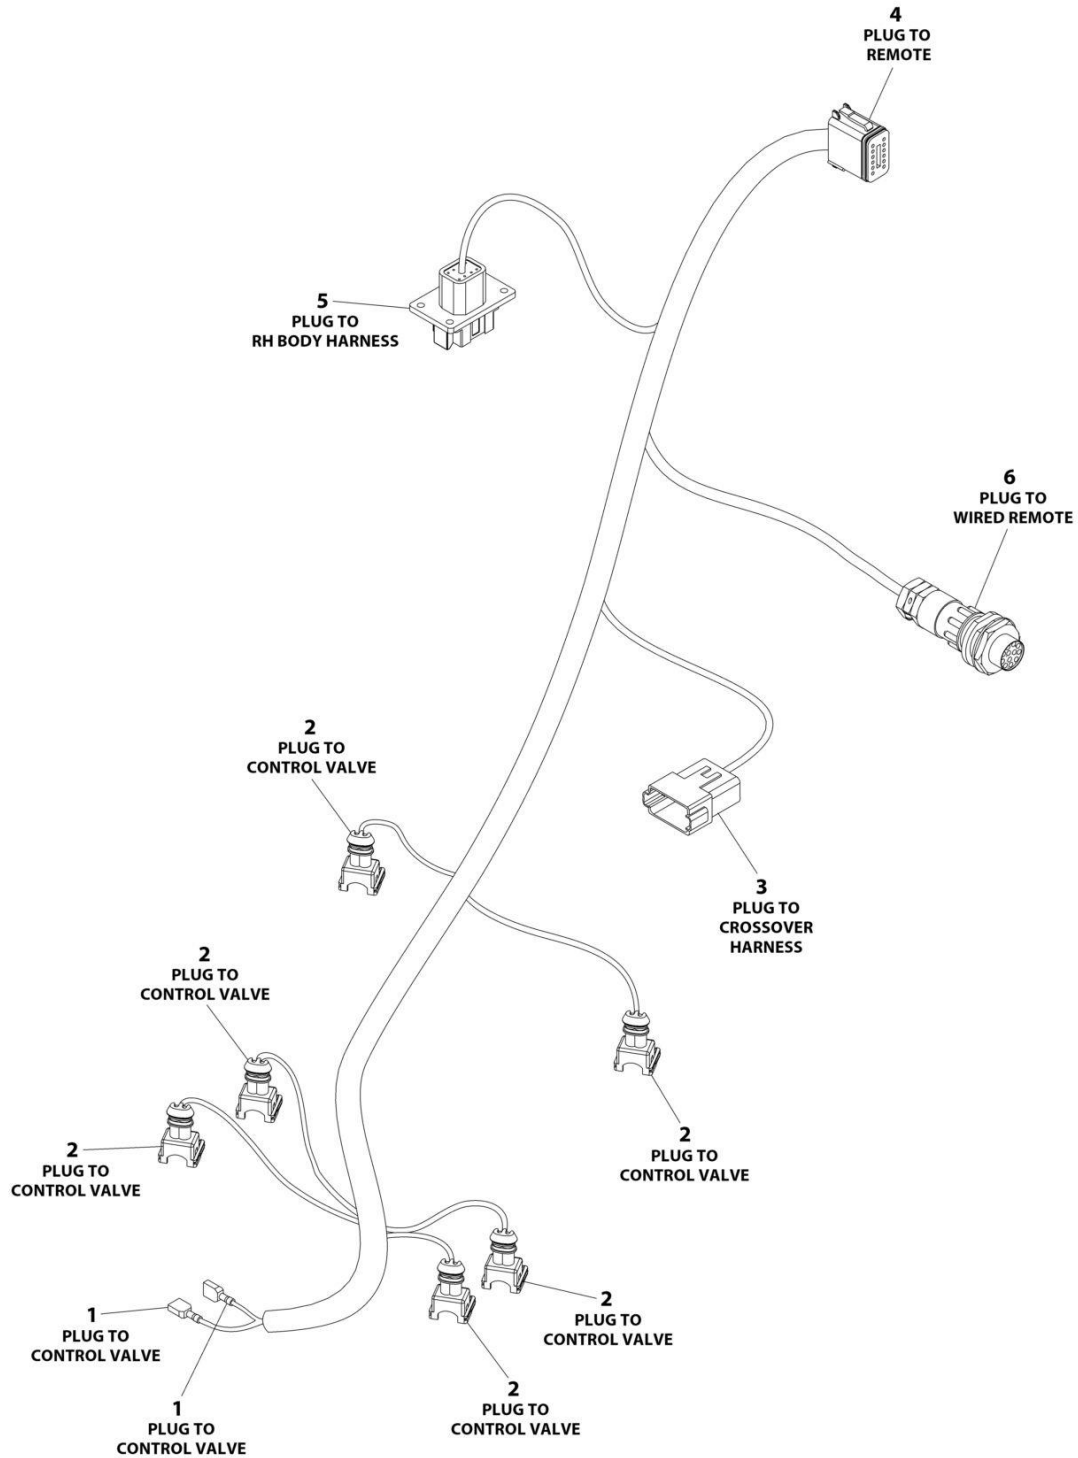 4
PLUG TO
REMOTE
5
PLUG TO
RH BODY HARNESS
6
PLUG TO
WIRED REMOTE
2
PLUG TO
CONTROL VALVE
3
PLUG TO
CROSSOVER
HARNESS
2
PLUG TO
CONTROL VALVE
2
PLUG TO
CONTROL VALVE
2
PLUG TO
CONTROL VALVE
2
PLUG TO
CONTROL VALVE
1
PLUG TO
CONTROL VALVE
2
PLUG TO
CONTROL VALVE
1
PLUG TO
CONTROL VALVE